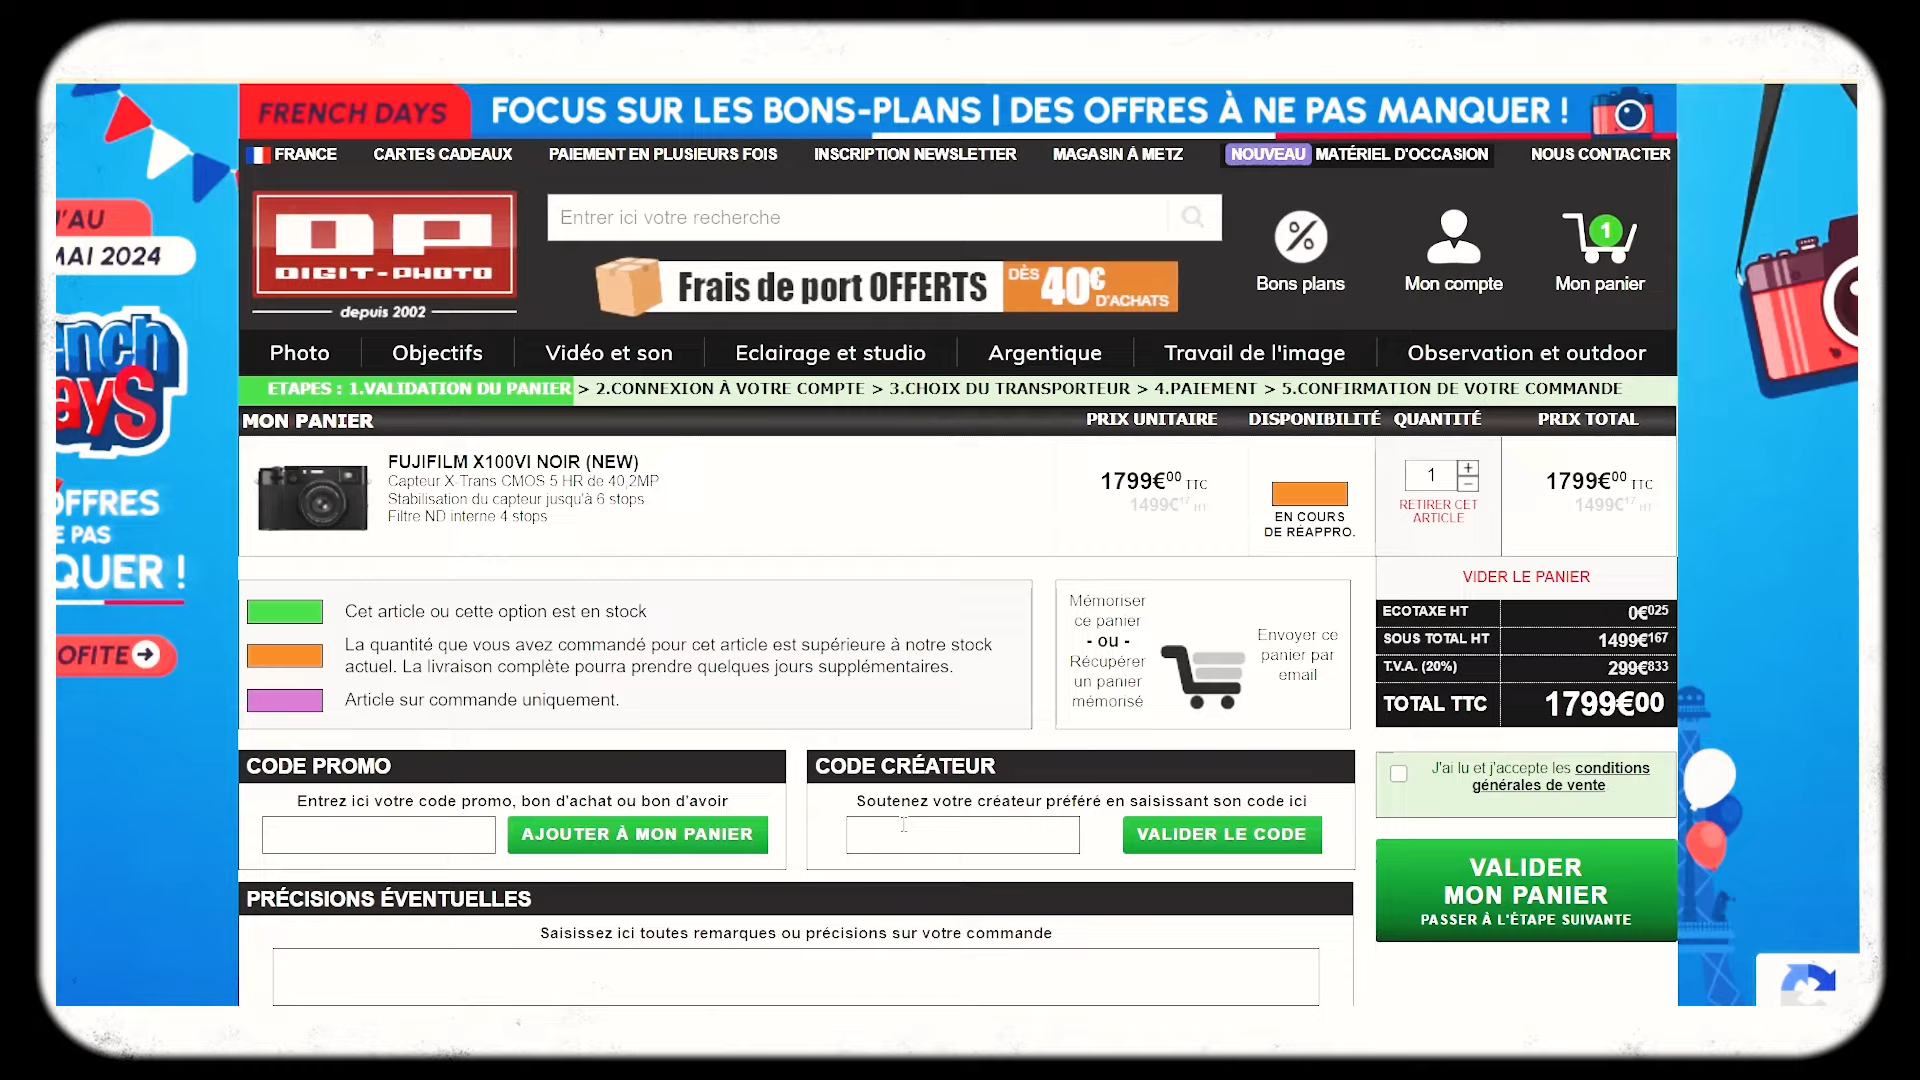 FRENCH DAYS
FOCUS SUR LES BONS-PLANS | DES OFFRES À NE PAS MANQUER !
FRANCE
CARTES CADEAUX
PAIEMENT EN PLUSIEURS FOIS
INSCRIPTION NEWSLETTER
MAGASIN À METZ
NOUVEAU MATÉRIEL D'OCCASION
NOUS CONTACTER
DP
DIGIT-PHOTO
depuis 2002
Entrer ici votre recherche
Frais de port OFFERTS DÈS 40€ D'ACHATS
Bons plans
Mon compte
1
Mon panier
Photo
Objectifs
Vidéo et son
Eclairage et studio
Argentique
Travail de l'image
Observation et outdoor
ETAPES : 1.VALIDATION DU PANIER > 2.CONNEXION À VOTRE COMPTE > 3.CHOIX DU TRANSPORTEUR > 4.PAIEMENT > 5.CONFIRMATION DE VOTRE COMMANDE
MON PANIER PRIX UNITAIRE DISPONIBILITÉ QUANTITÉ PRIX TOTAL
FUJIFILM X100VI NOIR (NEW)
Capteur X-Trans CMOS 5 HR de 40,2MP
Stabilisation du capteur jusqu'à 6 stops
Filtre ND interne 4 stops
1799€00 TTC
1499€17 HT
EN COURS
DE RÉAPPRO.
1
+
−
RETIRER CET
ARTICLE
1799€00 TTC
1499€17 HT
VIDER LE PANIER
Cet article ou cette option est en stock
La quantité que vous avez commandé pour cet article est supérieure à notre stock
actuel. La livraison complète pourra prendre quelques jours supplémentaires.
Article sur commande uniquement.
Mémoriser
ce panier
- ou -
Récupérer
un panier
mémorisé
Envoyer ce
panier par
email
ECOTAXE HT 0€025
SOUS TOTAL HT 1499€167
T.V.A. (20%) 299€833
TOTAL TTC 1799€00
CODE PROMO
Entrez ici votre code promo, bon d'achat ou bon d'avoir
AJOUTER À MON PANIER
CODE CRÉATEUR
Soutenez votre créateur préféré en saisissant son code ici
VALIDER LE CODE
J'ai lu et j'accepte les conditions
générales de vente
VALIDER
MON PANIER
PASSER À L'ÉTAPE SUIVANTE
PRÉCISIONS ÉVENTUELLES
Saisissez ici toutes remarques ou précisions sur votre commande
'AU
MAI 2024
nch
ays
OFFRES
E PAS
QUER !
OFITE